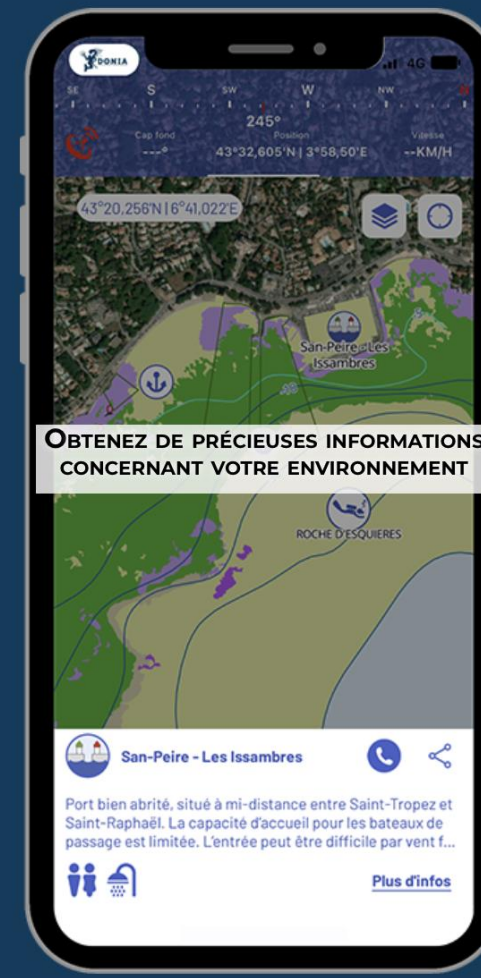 DONIA
4G
SE S SW W NW
245°
Cap fond Position Vitesse
---° 43°32,605'N | 3°58,50'E --KM/H
43°20,256'N | 6°41,022'E
San-Peire - Les
Issambres
OBTENEZ DE PRÉCIEUSES INFORMATIONS
CONCERNANT VOTRE ENVIRONNEMENT
ROCHE D'ESQUIERES
San-Peire - Les Issambres
Port bien abrité, situé à mi-distance entre Saint-Tropez et
Saint-Raphaël. La capacité d'accueil pour les bateaux de
passage est limitée. L'entrée peut être difficile par vent f...
Plus d'infos